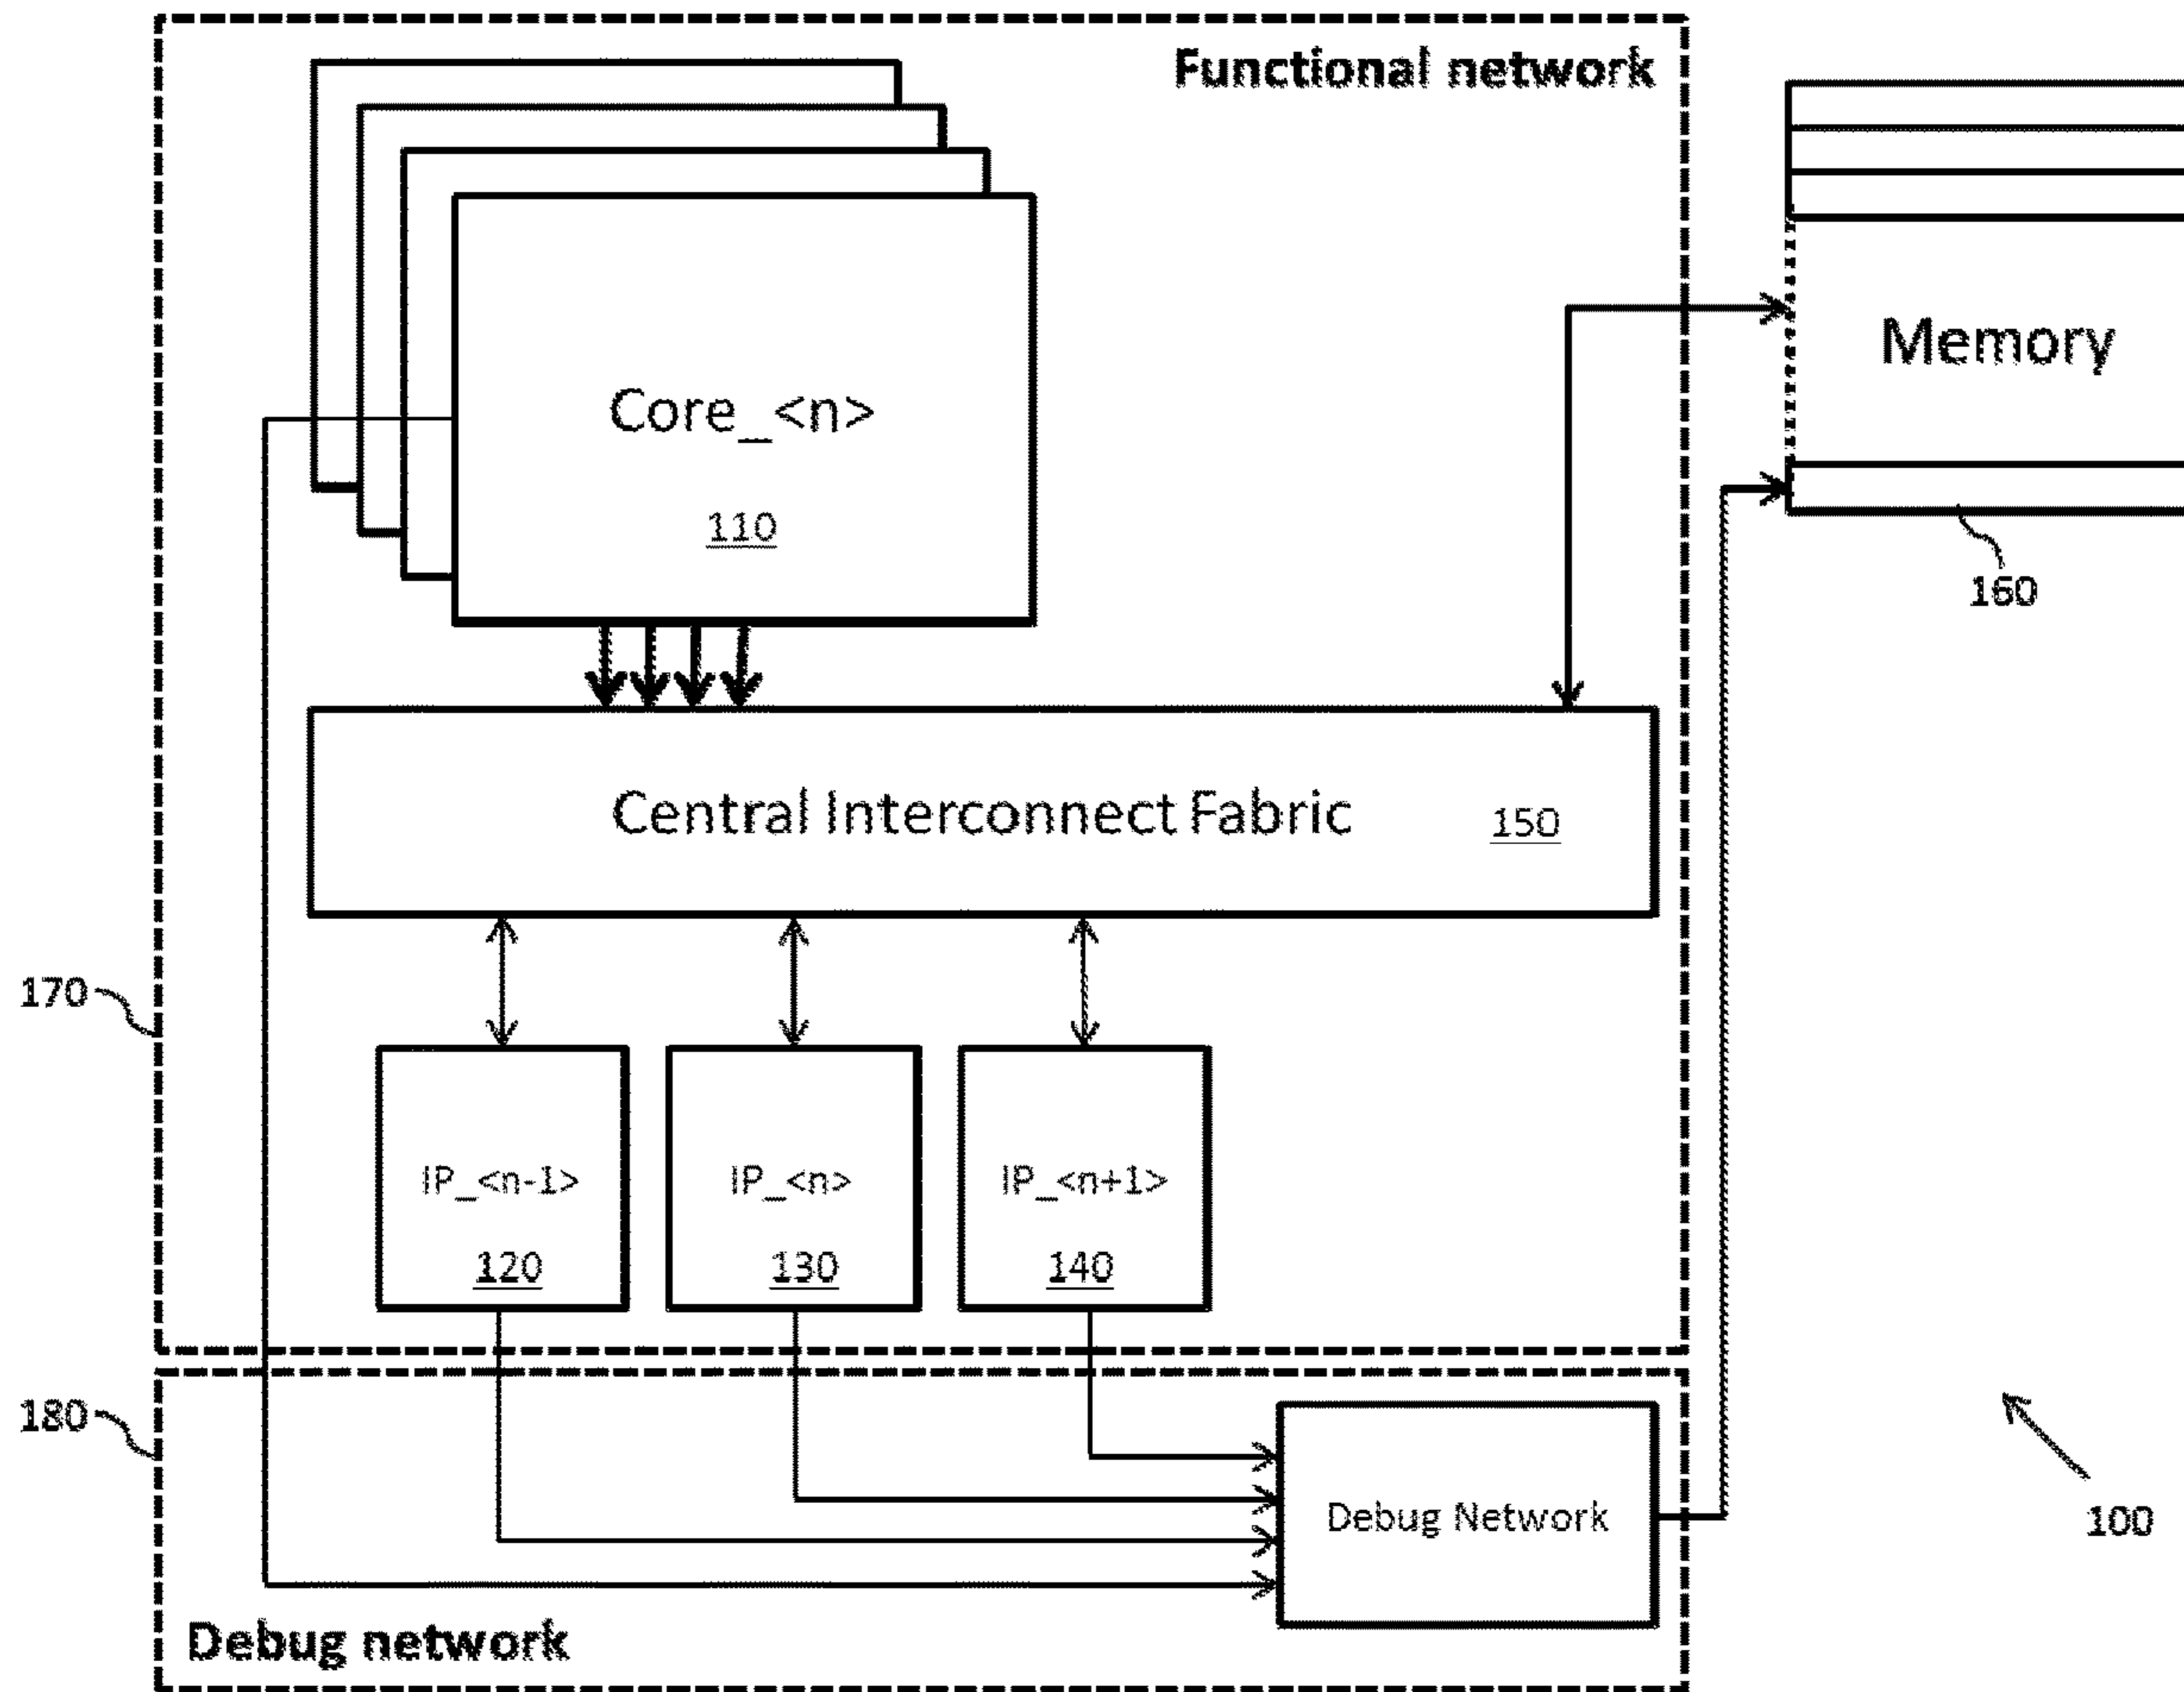 Functional network
Memory
Core_<n>
110
160
Central Interconnect Fabric
150
170
IP_<n-1>
IP_<n>
IP_<n+1>
120
130
140
180
Debug Network
100
Debug network